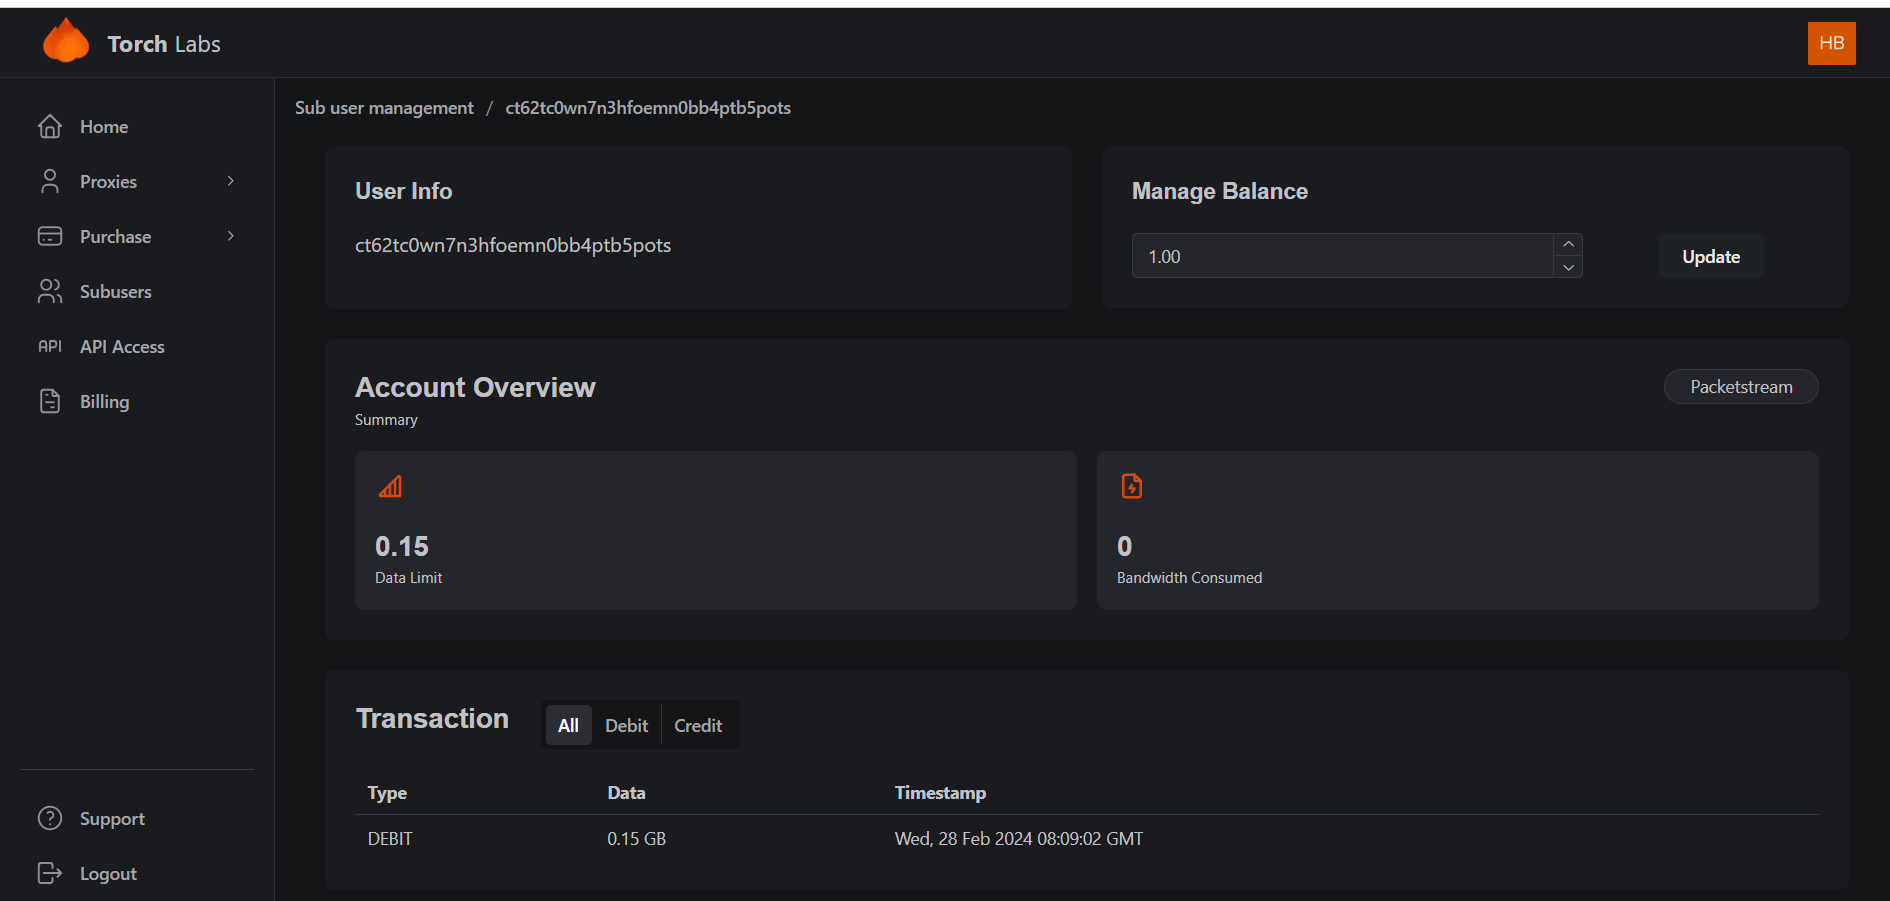 Torch Labs
HB
Home
Proxies
Purchase
Subusers
API API Access
Billing
Support
Logout
Sub user management / ct62tc0wn7n3hfoemn0bb4ptb5pots
User Info
ct62tc0wn7n3hfoemn0bb4ptb5pots
Manage Balance
1.00
Update
Account Overview
Packetstream
Summary
0.15
Data Limit
0
Bandwidth Consumed
Transaction
All Debit Credit
Type Data Timestamp
DEBIT 0.15 GB Wed, 28 Feb 2024 08:09:02 GMT